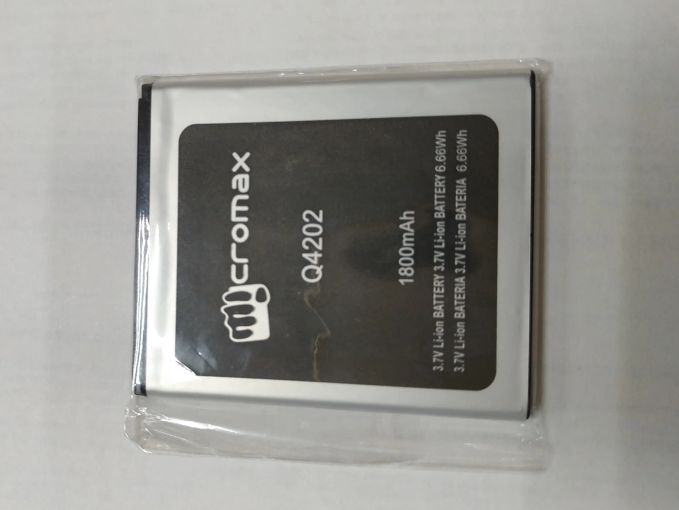 micromax
Q4202
1800mAh
3.7V Li-ion BATTERY 3.7V Li-ion BATTERY 6.66Wh
3.7V Li-ion BATERIA 3.7V Li-ion BATERIA 6.66Wh